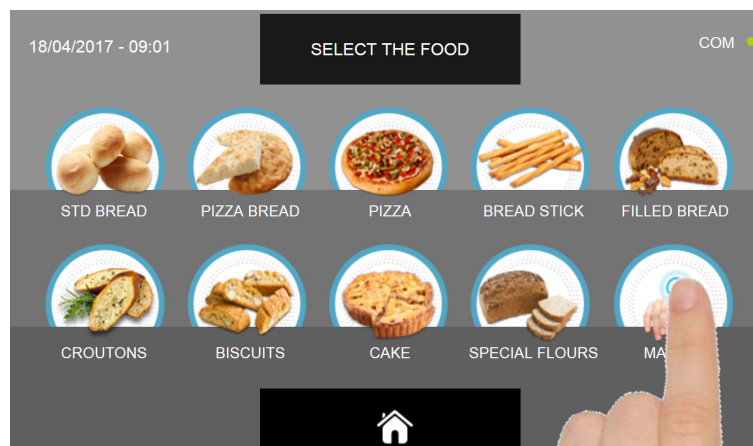 18/04/2017 - 09:01
SELECT THE FOOD
COM
STD BREAD
PIZZA BREAD
PIZZA
BREAD STICK
FILLED BREAD
CROUTONS
BISCUITS
CAKE
SPECIAL FLOURS